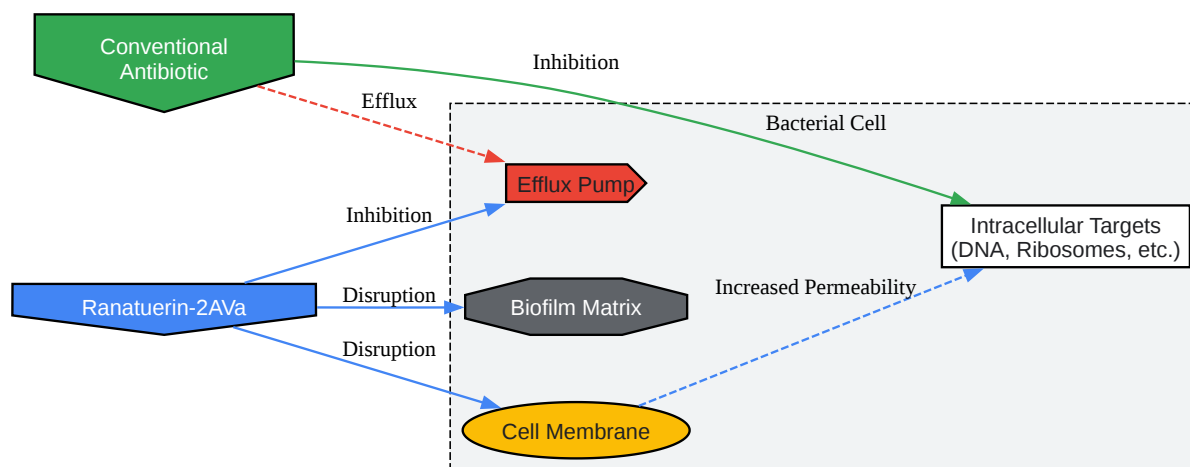 Conventional
Antibiotic
Inhibition
Efflux
Bacterial Cell
Efflux Pump
Inhibition
Intracellular Targets
(DNA, Ribosomes, etc.)
Ranatuerin-2AVa
Disruption
Biofilm Matrix
Increased Permeability
Disruption
Cell Membrane